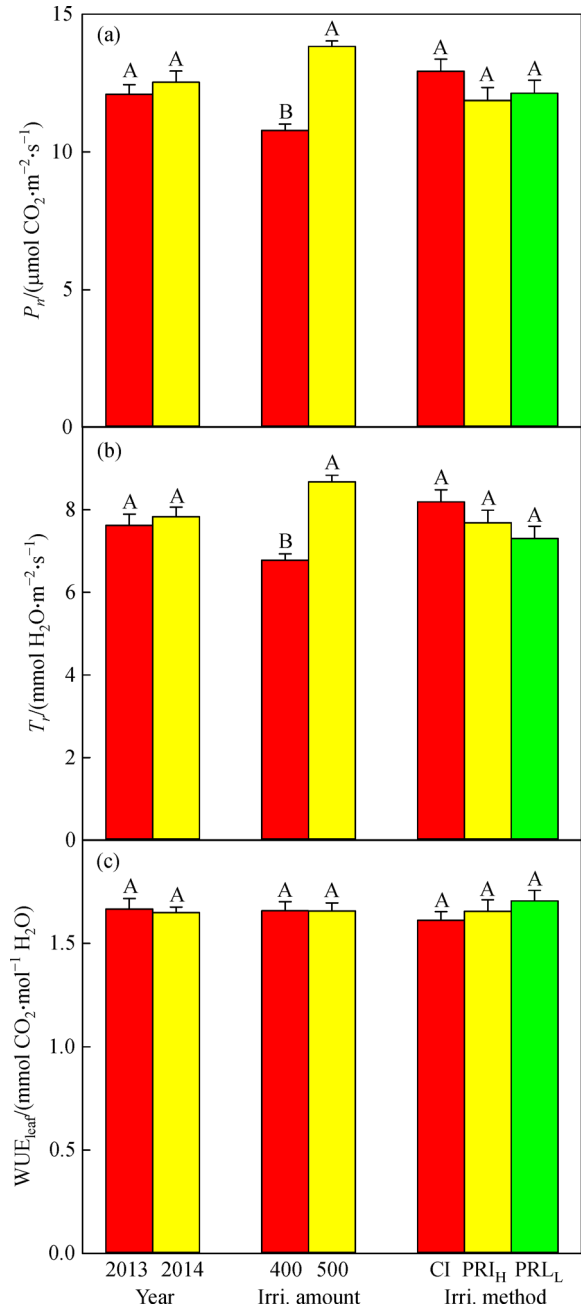 (a)
15
10
5
0
Pn/(μmol CO₂·m⁻²·s⁻¹)
A A B A A A A
(b)
8
6
4
2
0
Tr/(mmol H₂O·m⁻²·s⁻¹)
A A B A A A A
(c)
1.5
1.0
0.5
0.0
WUEleaf/(mmol CO₂·mol⁻¹ H₂O)
A A A A A A A
2013 2014 400 500 CI PRIH PRLL
Year Irri. amount Irri. method